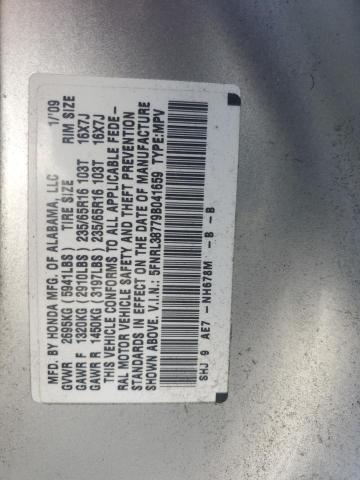 MFD. BY HONDA MFG. OF ALABAMA, LLC 1/'09
GVWR 2695KG (5941LBS) TIRE SIZE RIM SIZE
GAWR F 1320KG (2910LBS) 235/65R16 103T 16X7J
GAWR R 1450KG (3197LBS) 235/65R16 103T 16X7J
THIS VEHICLE CONFORMS TO ALL APPLICABLE FEDE-
RAL MOTOR VEHICLE SAFETY AND THEFT PREVENTION
STANDARDS IN EFFECT ON THE DATE OF MANUFACTURE
SHOWN ABOVE. V.I.N.: 5FNRL38779B041659 TYPE:MPV
SHJ 9 AE7 -NH678M -B -B